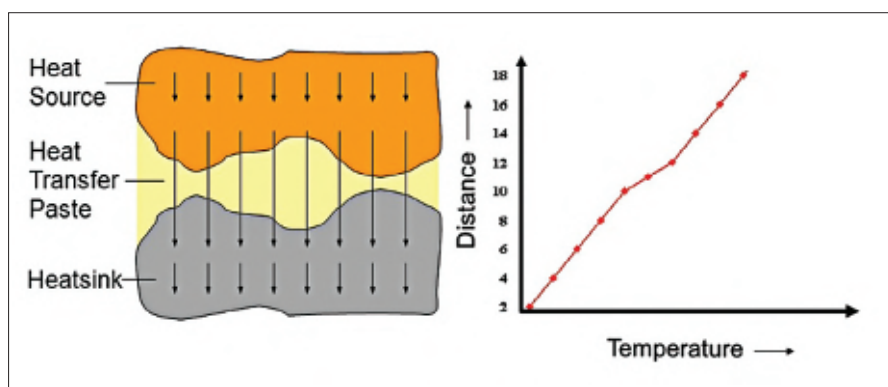 Heat
Source
Heat
Transfer
Paste
Heatsink
Distance
18
16
14
12
10
8
6
4
2
Temperature